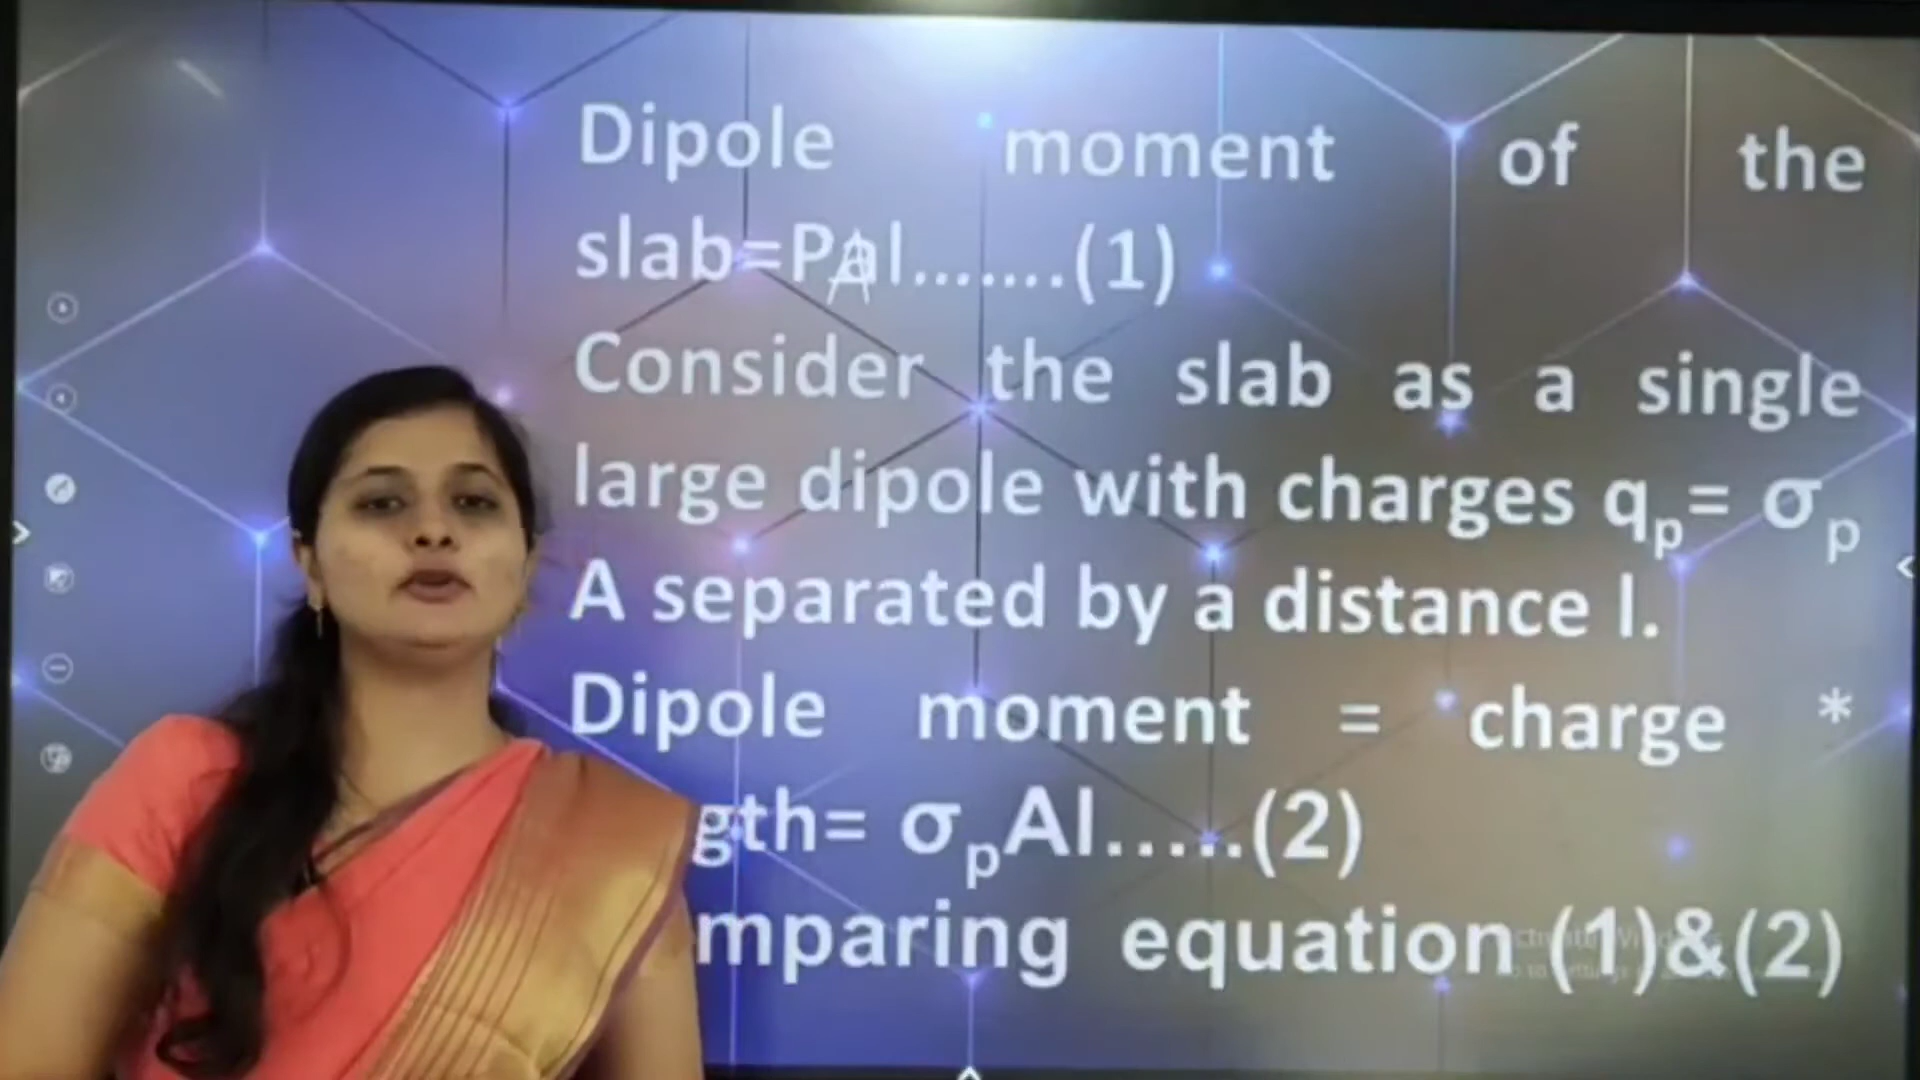 Dipole moment of the
slab=PAl.......(1)
Consider the slab as a single
large dipole with charges qp= σp
A separated by a distance l.
Dipole moment = charge *
gth= σpAl.....(2)
mparing equation (1)&(2)